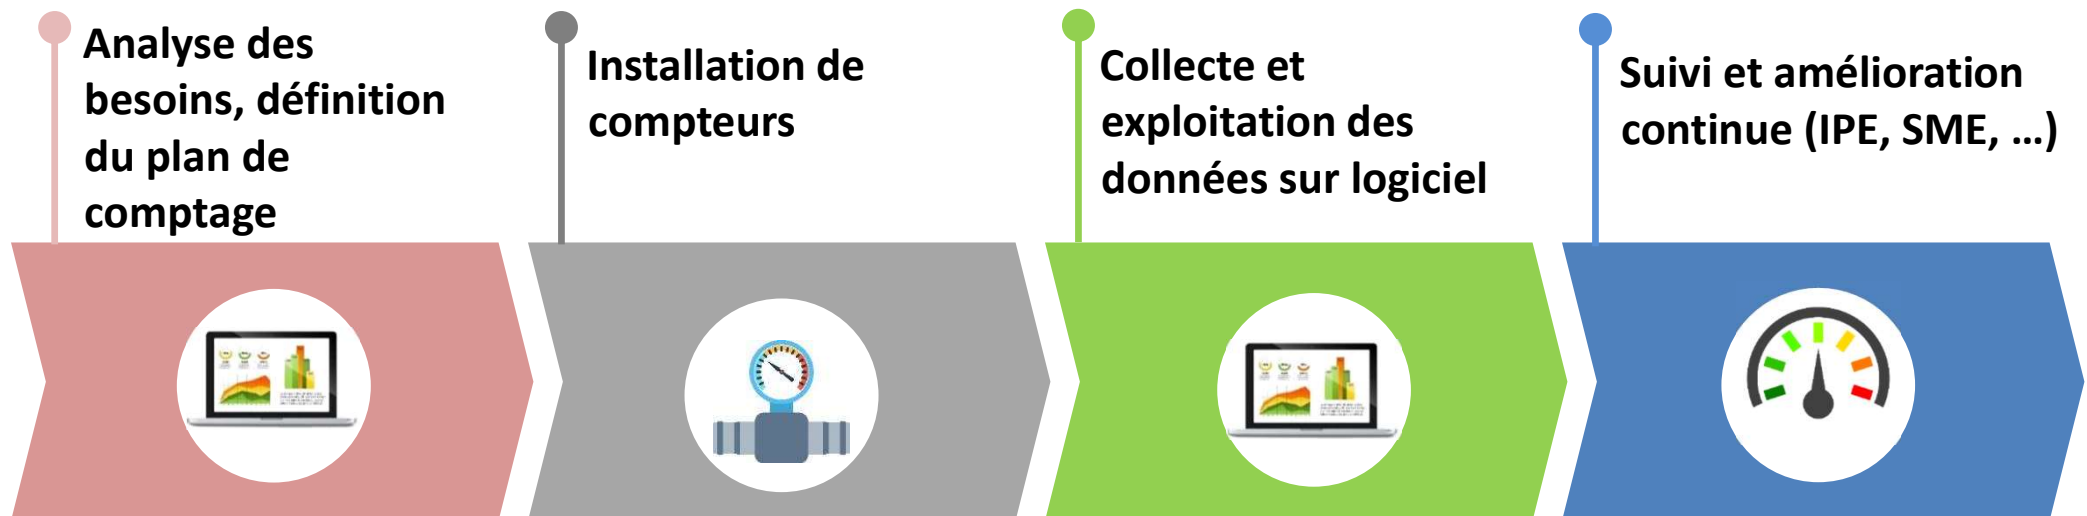 Analyse des
besoins, définition
du plan de
comptage
Installation de
compteurs
Collecte et
exploitation des
données sur logiciel
Suivi et amélioration
continue (IPE, SME, ...)